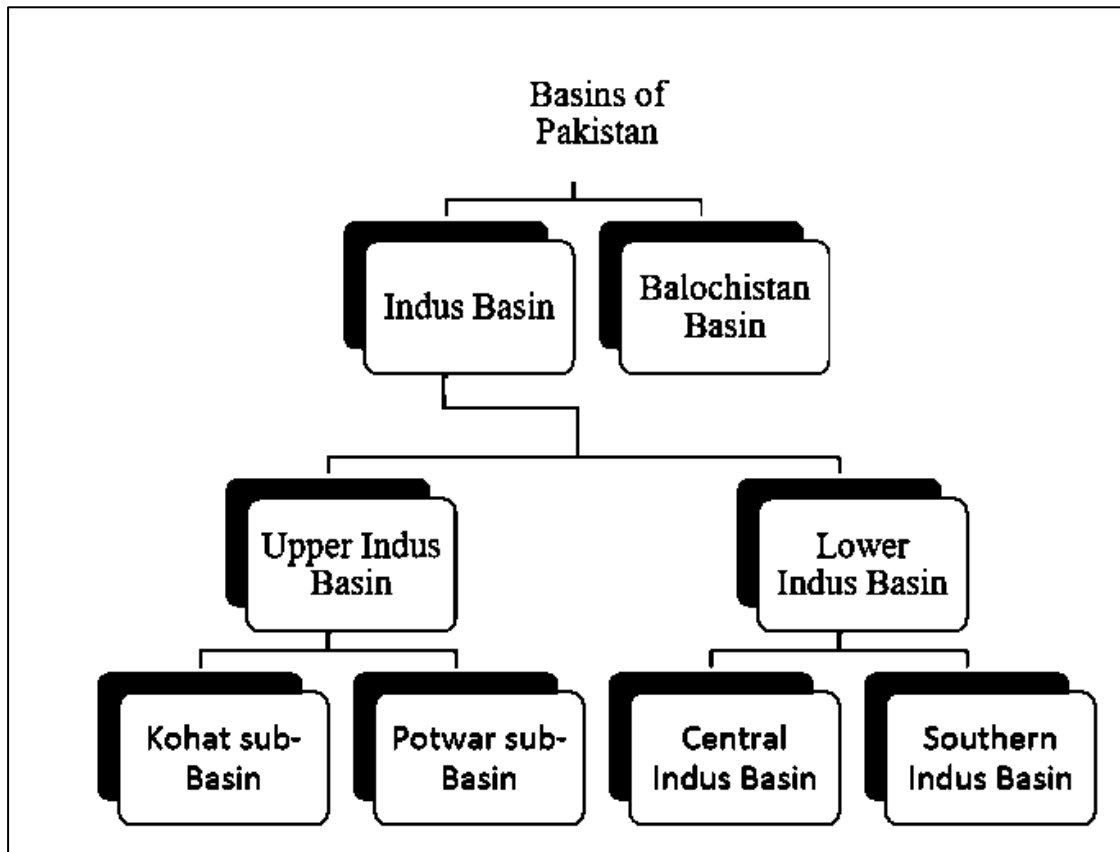 Basins of
Pakistan
Indus Basin
Balochistan
Basin
Upper Indus
Basin
Lower
Indus Basin
Kohat sub-
Basin
Potwar sub-
Basin
Central
Indus Basin
Southern
Indus Basin